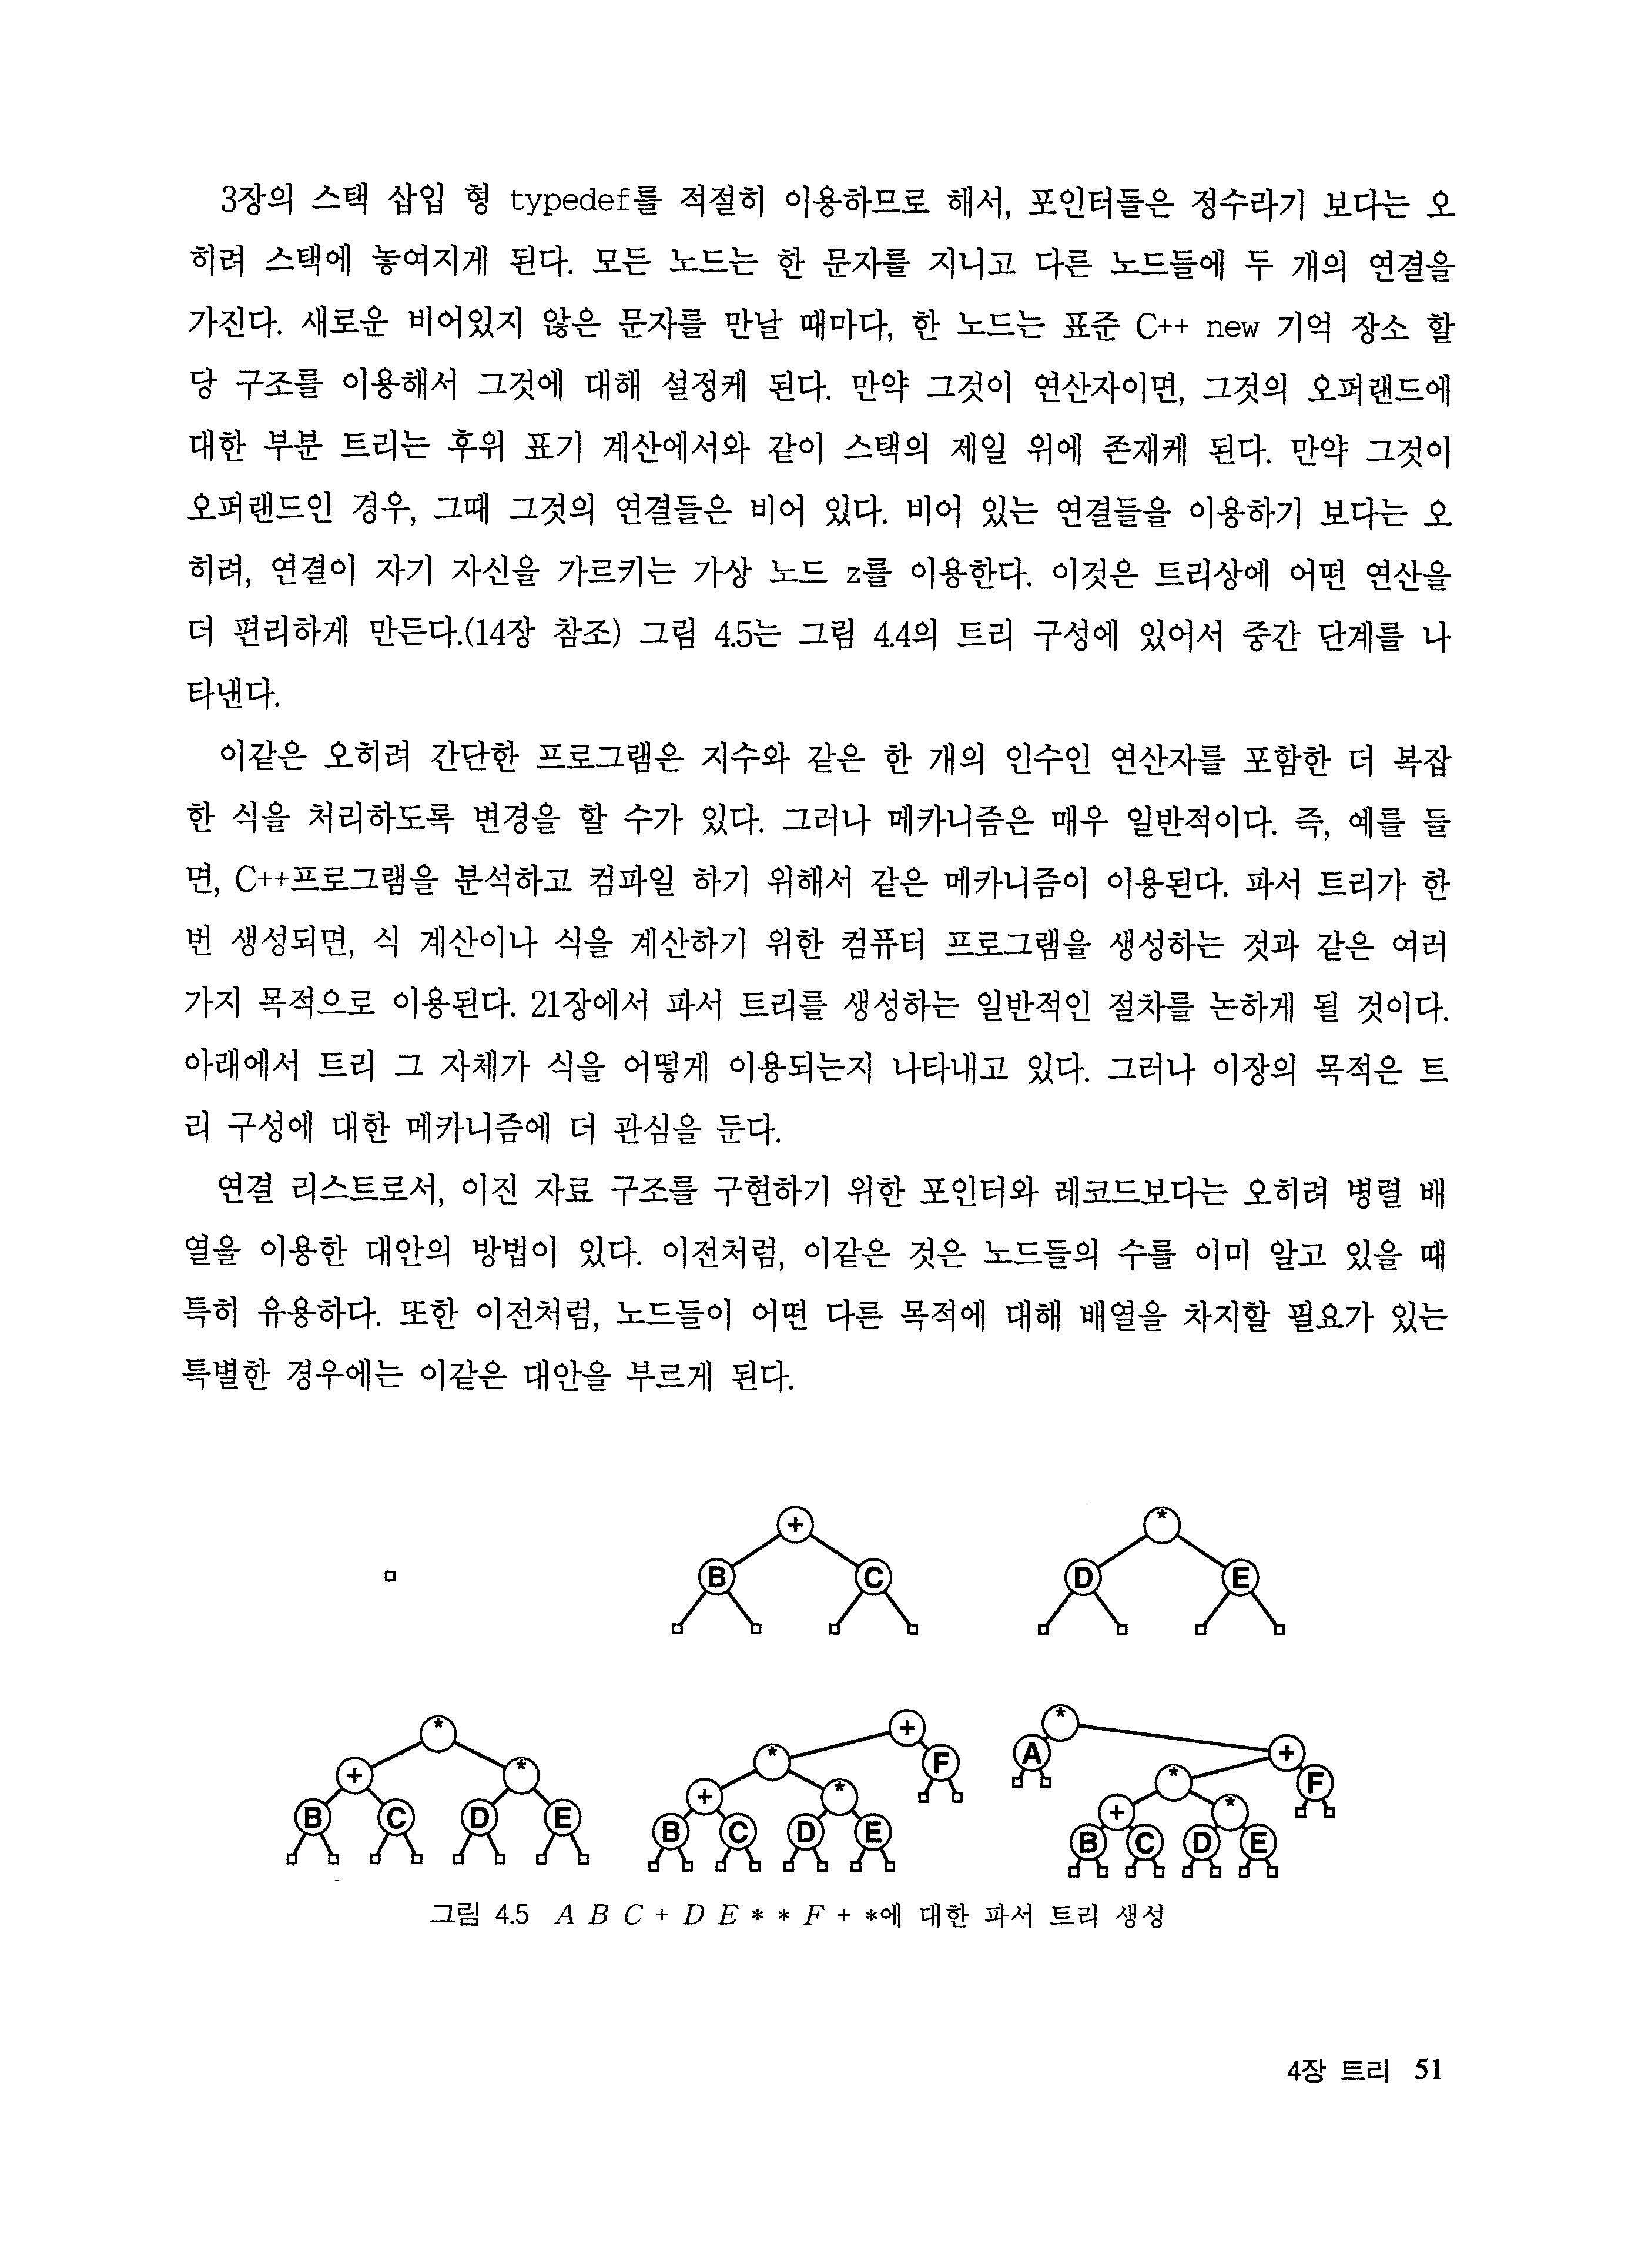 3장의 스택 삽입 형 typedef를 적절히 이용하므로 해서, 포인터들은 정수라기 보다는 오
히려 스택에 놓여지게 된다. 모든 노드는 한 문자를 지니고 다른 노드들에 두 개의 연결을
가진다. 새로운 비어있지 않은 문자를 만날 때마다, 한 노드는 표준 C++ new 기억 장소 할
당 구조를 이용해서 그것에 대해 설정케 된다. 만약 그것이 연산자이면, 그것의 오퍼랜드에
대한 부분 트리는 후위 표기 계산에서와 같이 스택의 제일 위에 존재케 된다. 만약 그것이
오퍼랜드인 경우, 그때 그것의 연결들은 비어 있다. 비어 있는 연결들을 이용하기 보다는 오
히려, 연결이 자기 자신을 가르키는 가상 노드 z를 이용한다. 이것은 트리상에 어떤 연산을
더 편리하게 만든다.(14장 참조) 그림 4.5는 그림 4.4의 트리 구성에 있어서 중간 단계를 나
타낸다.
이같은 오히려 간단한 프로그램은 지수와 같은 한 개의 인수인 연산자를 포함한 더 복잡
한 식을 처리하도록 변경을 할 수가 있다. 그러나 메카니즘은 매우 일반적이다. 즉, 예를 들
면, C++프로그램을 분석하고 컴파일 하기 위해서 같은 메카니즘이 이용된다. 파서 트리가 한
번 생성되면, 식 계산이나 식을 계산하기 위한 컴퓨터 프로그램을 생성하는 것과 같은 여러
가지 목적으로 이용된다. 21장에서 파서 트리를 생성하는 일반적인 절차를 논하게 될 것이다.
아래에서 트리 그 자체가 식을 어떻게 이용되는지 나타내고 있다. 그러나 이장의 목적은 트
리 구성에 대한 메카니즘에 더 관심을 둔다.
연결 리스트로서, 이진 자료 구조를 구현하기 위한 포인터와 레코드보다는 오히려 병렬 배
열을 이용한 대안의 방법이 있다. 이전처럼, 이같은 것은 노드들의 수를 이미 알고 있을 때
특히 유용하다. 또한 이전처럼, 노드들이 어떤 다른 목적에 대해 배열을 차지할 필요가 있는
특별한 경우에는 이같은 대안을 부르게 된다.
+ *
B C D E
* + * *
+ * F A +
B C D E
+ * F
B C D E
+ *
B C D E
그림 4.5 A B C + D E * * F + *에 대한 파서 트리 생성
4장 트리 51